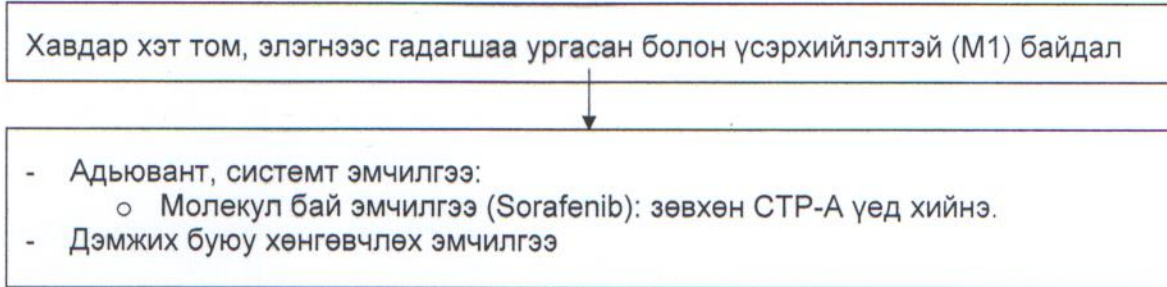 Хавдар хэт том, элэгнээс гадагшаа ургасан болон үсэрхийлэлтэй (M1) байдал
- Адьювант, системт эмчилгээ:
o Молекул бай эмчилгээ (Sorafenib): зөвхөн СТР-А үед хийнэ.
- Дэмжих буюу хөнгөвчлөх эмчилгээ